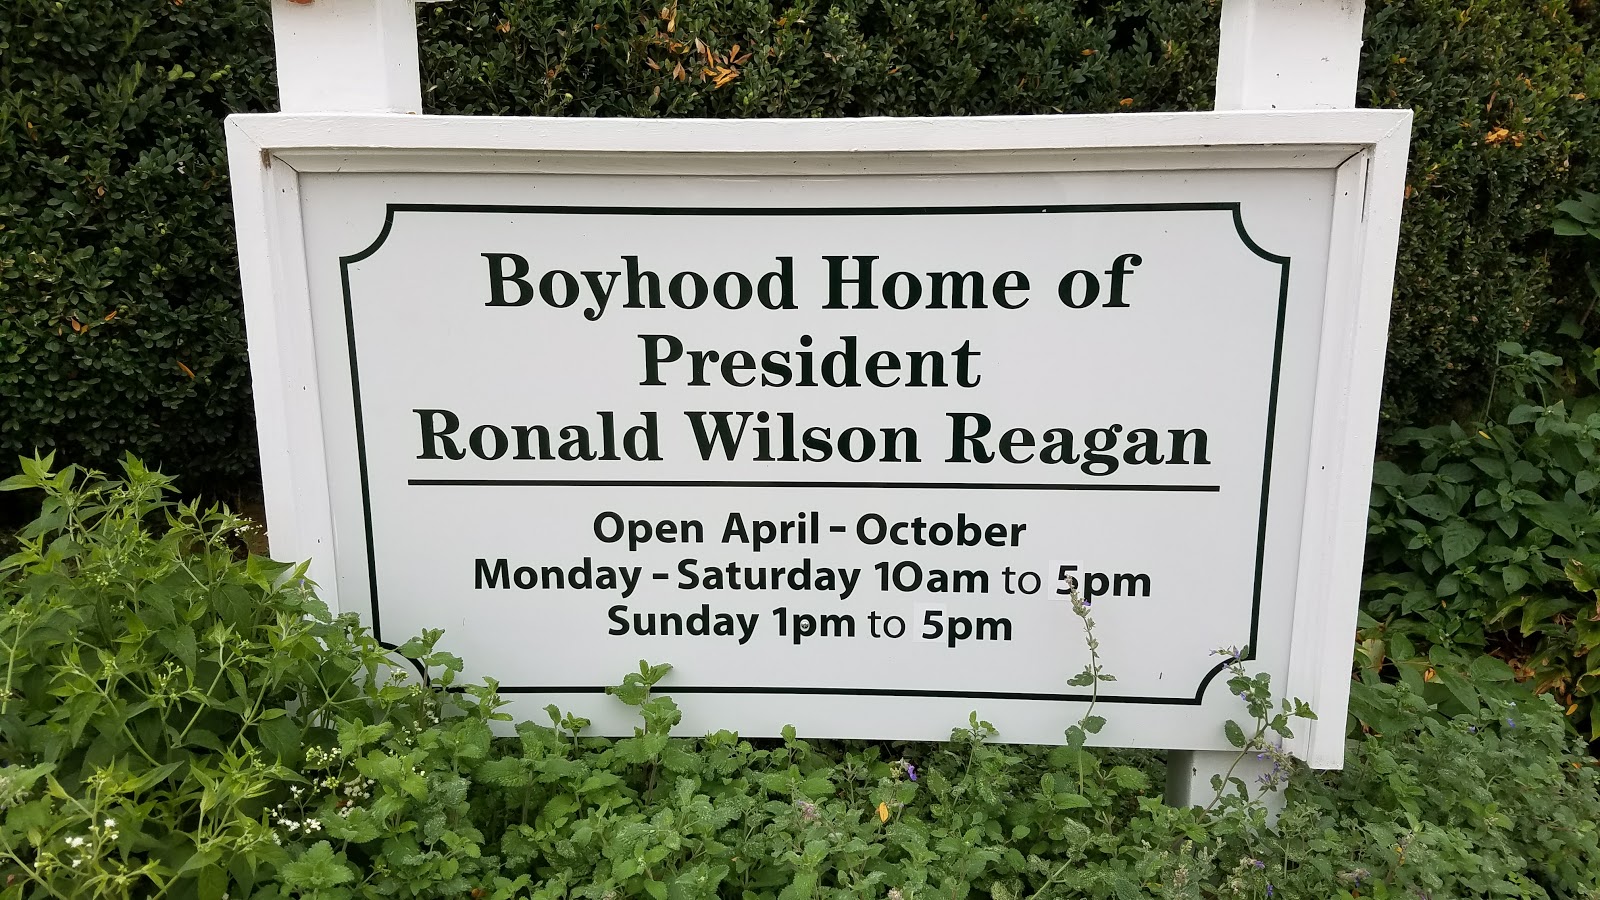 Boyhood Home of
President
Ronald Wilson Reagan
Open April - October
Monday - Saturday 10am to 5pm
Sunday 1pm to 5pm